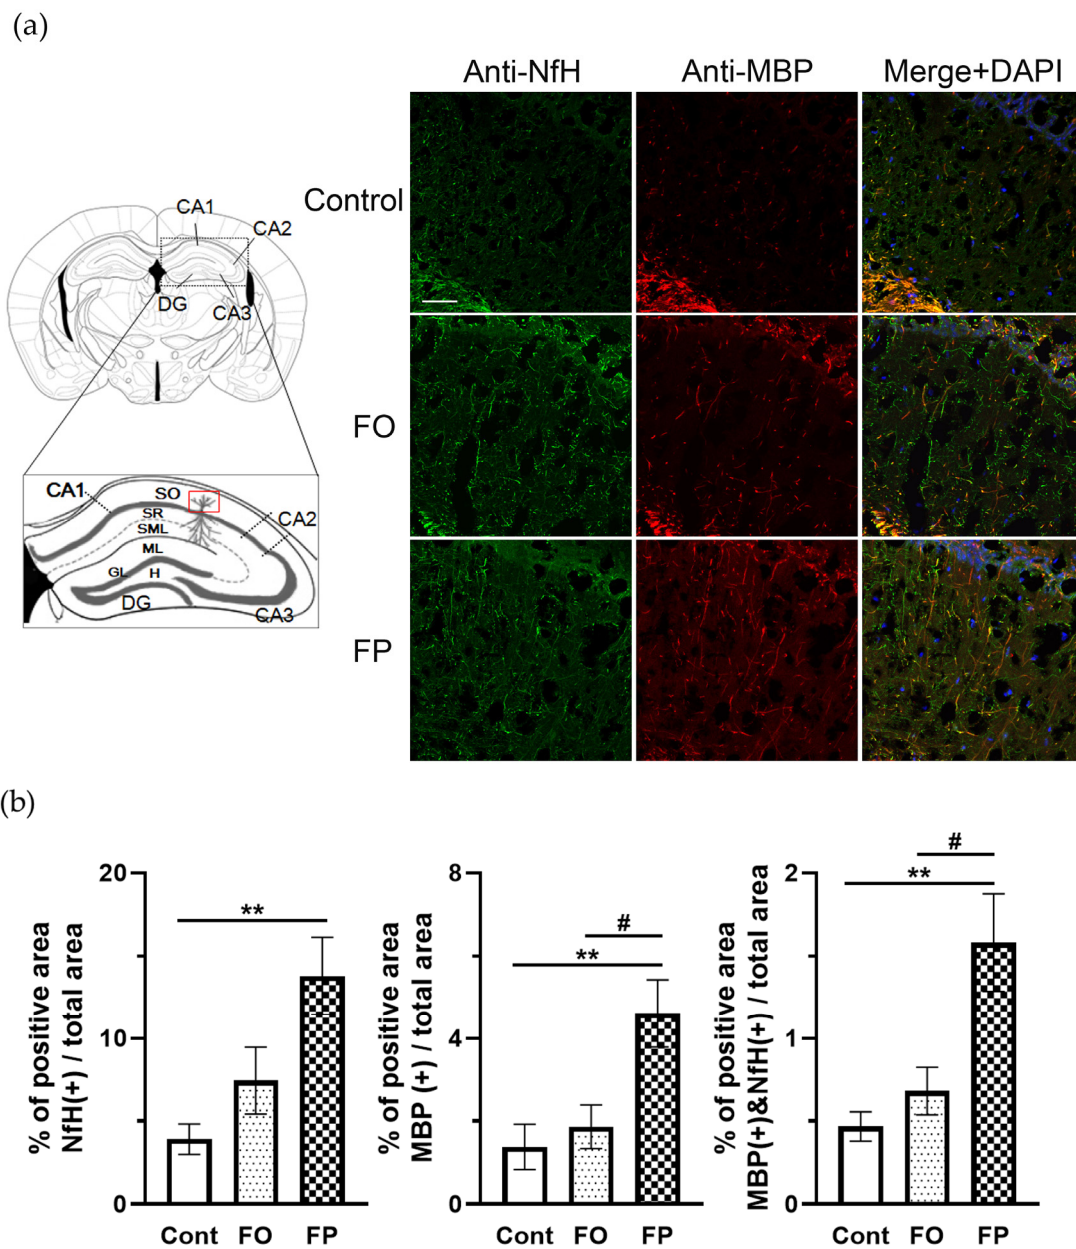 (a)
Anti-NfH Anti-MBP Merge+DAPI
Control
CA1
CA2
DG
CA3
FO
CA1
SO
SR
SML
CA2
ML
GL H
DG
CA3
FP
(b)
% of positive area
NfH(+) / total area
20
10
0
**
Cont FO FP
% of positive area
MBP (+) / total area
8
4
0
#
**
Cont FO FP
% of positive area
MBP(+)&NfH(+) / total area
2
1
0
#
**
Cont FO FP